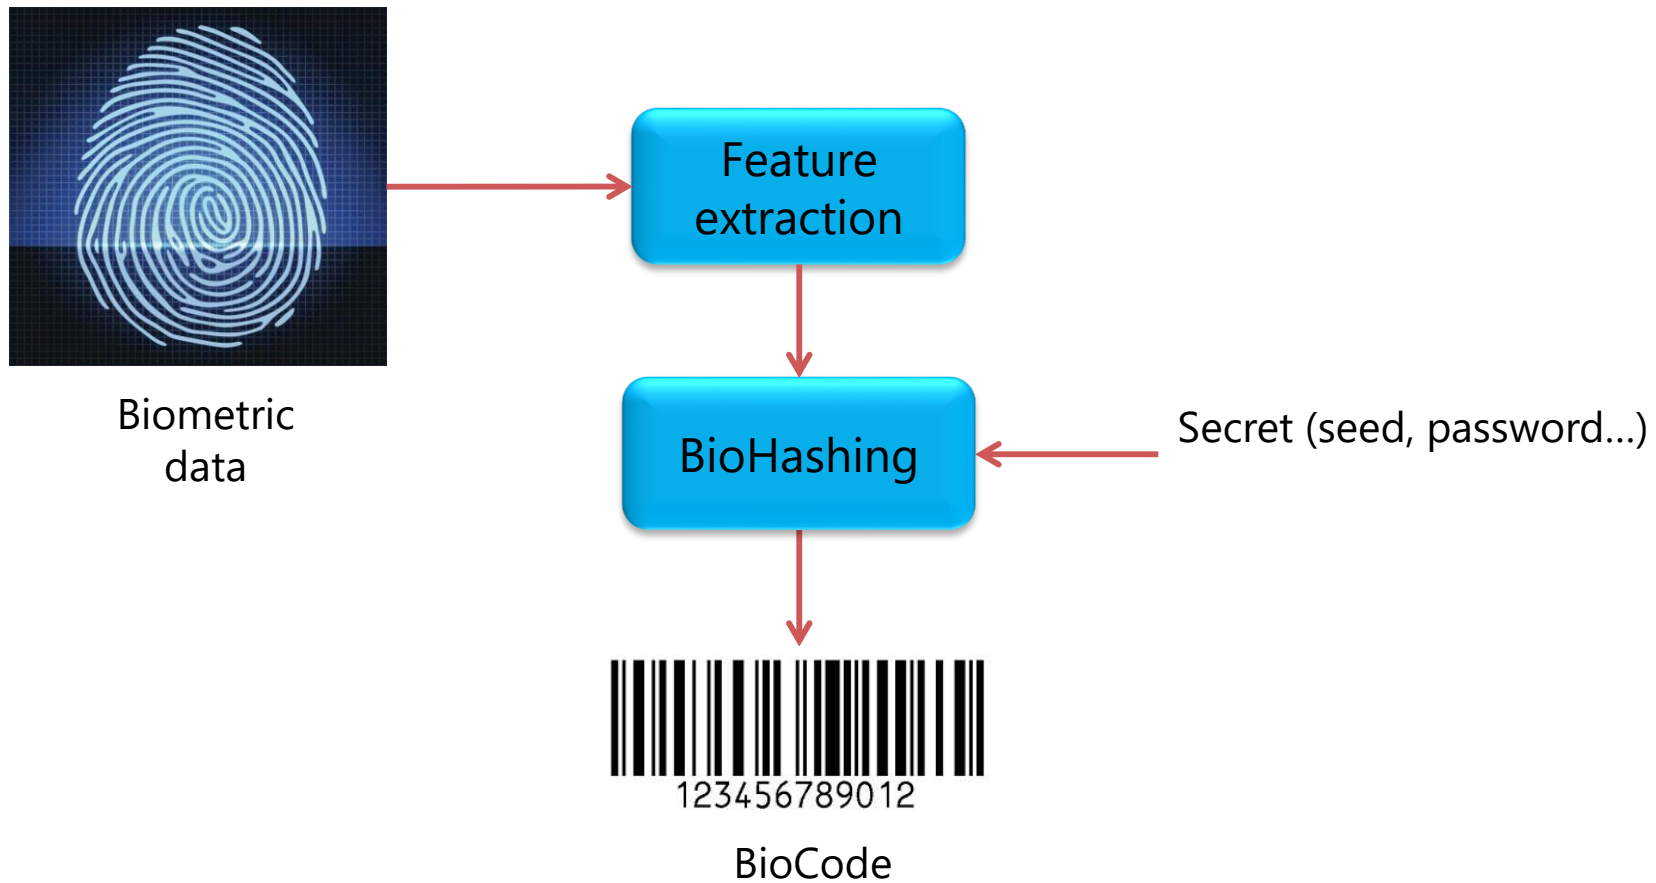 Feature
extraction
Biometric
data
BioHashing
Secret (seed, password...)
123456789012
BioCode